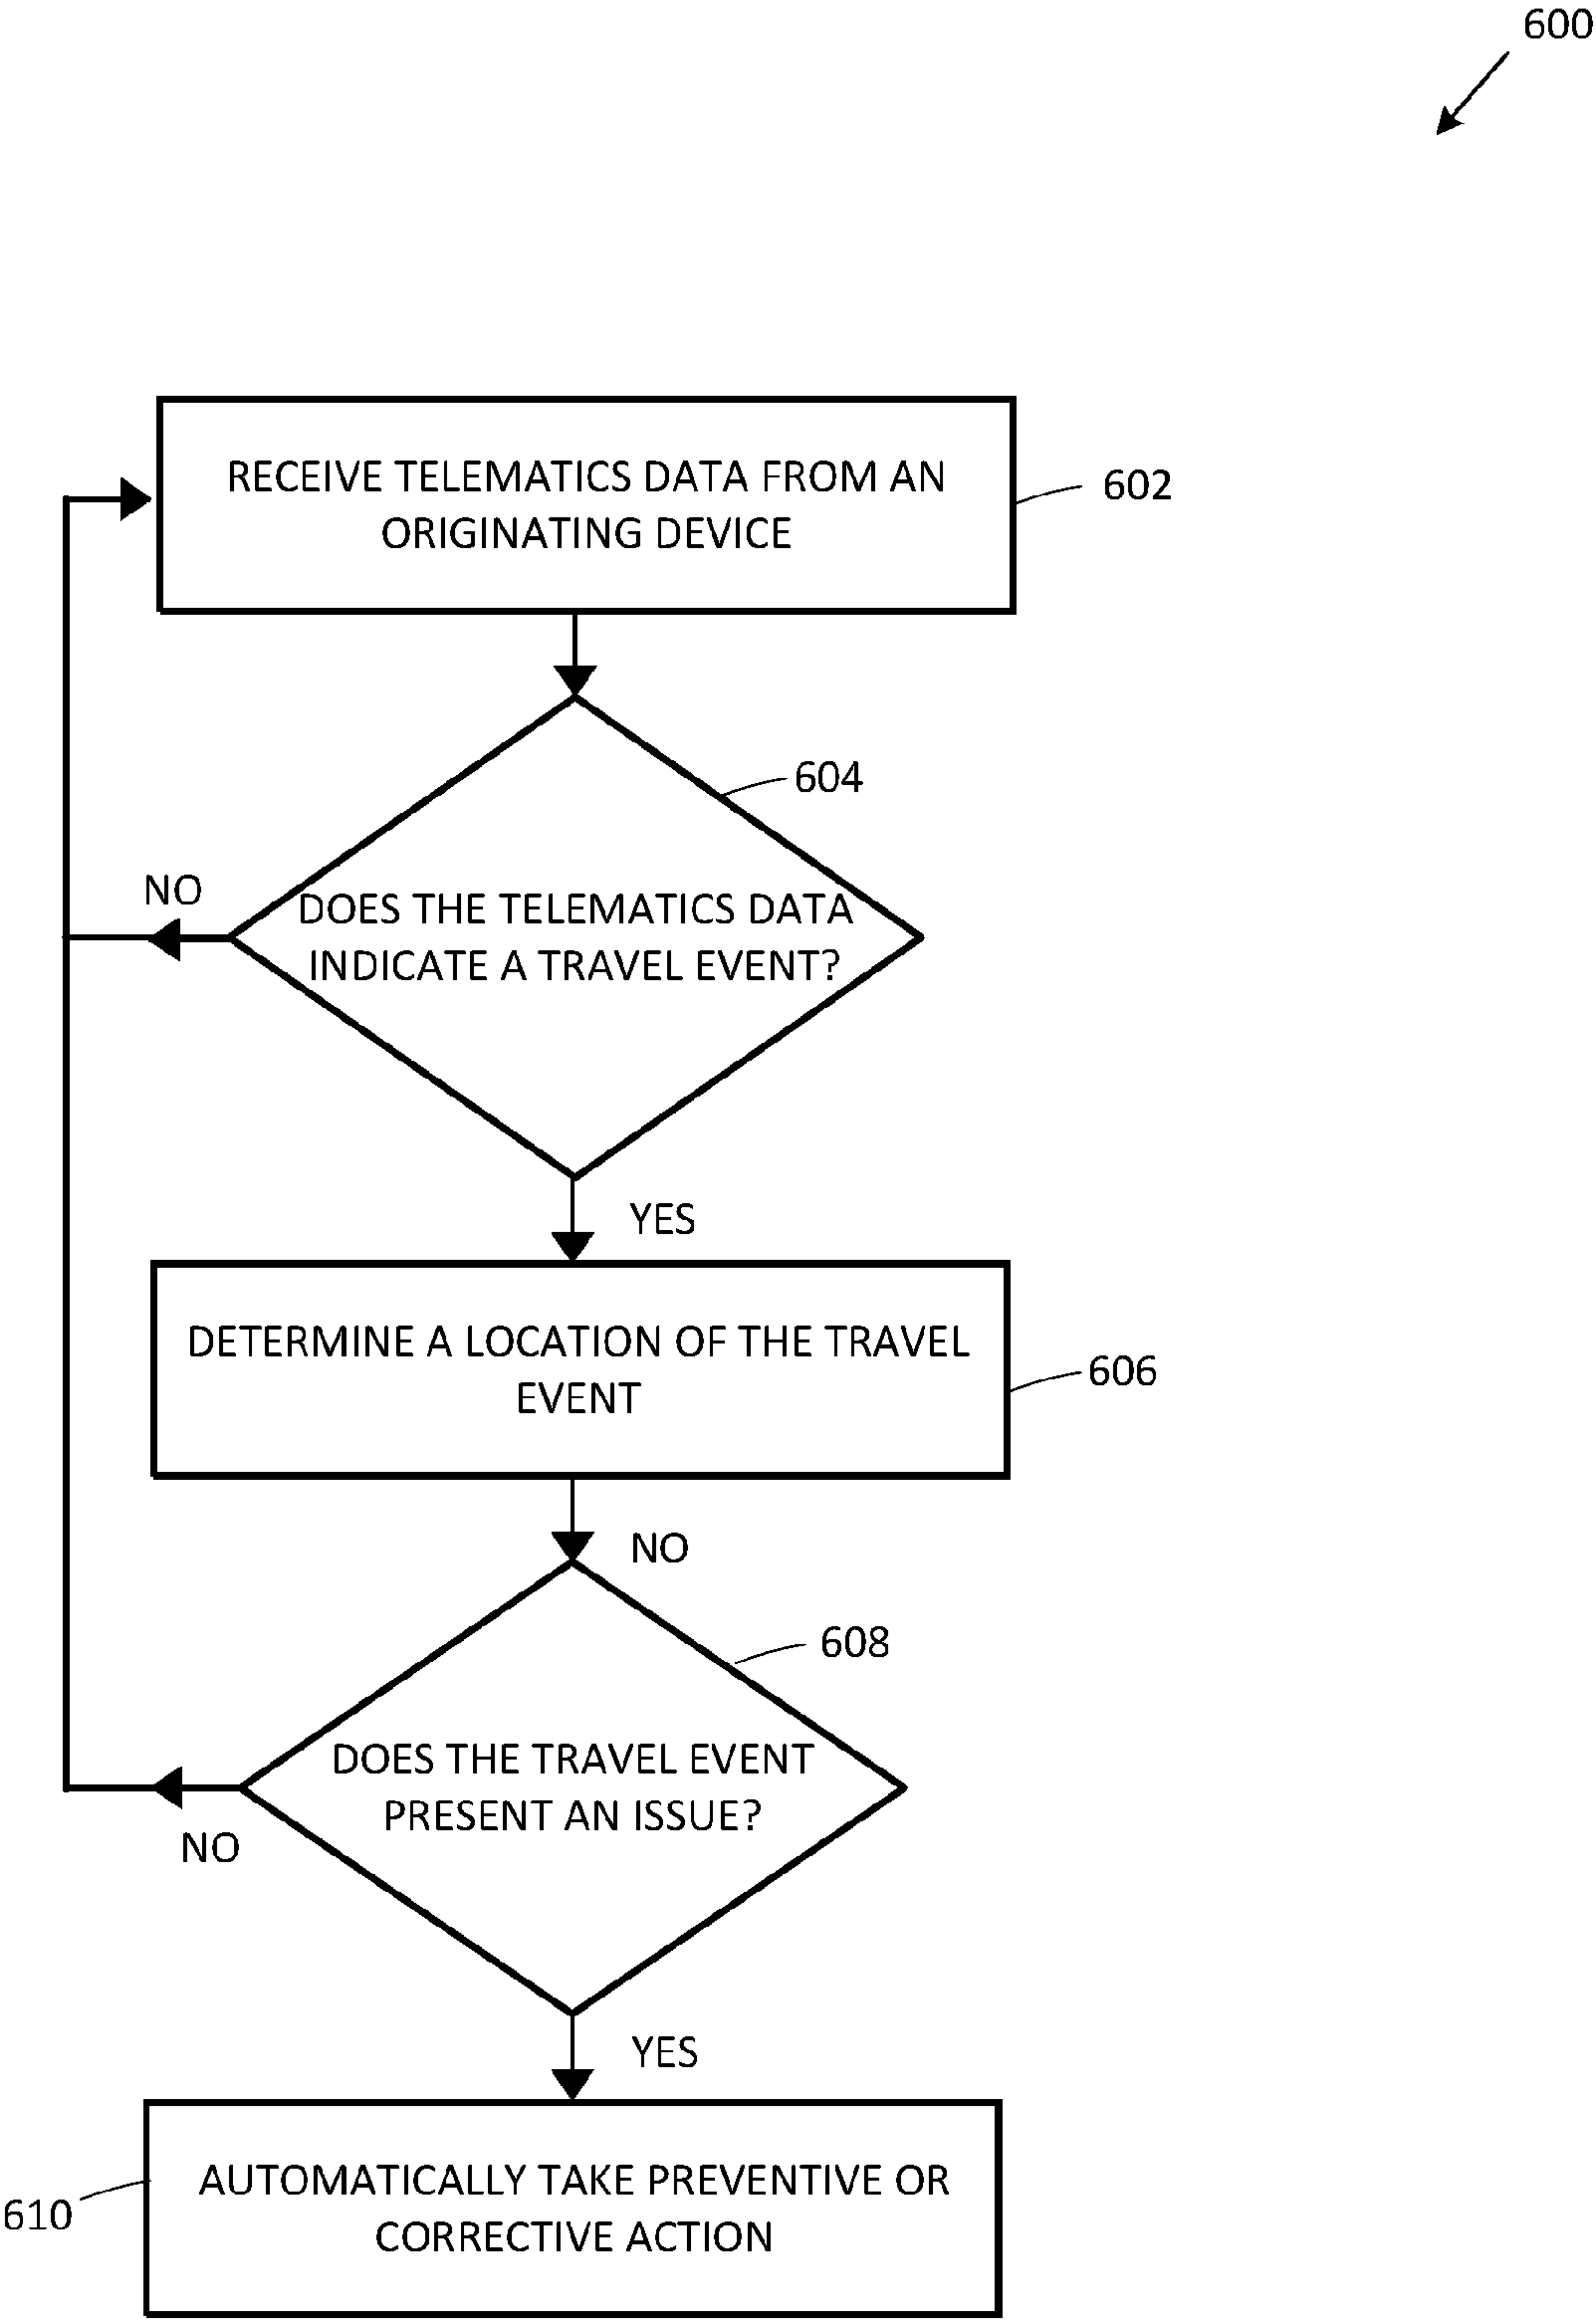 600
RECEIVE TELEMATICS DATA FROM AN
ORIGINATING DEVICE
602
604
NO
DOES THE TELEMATICS DATA
INDICATE A TRAVEL EVENT?
YES
DETERMINE A LOCATION OF THE TRAVEL
EVENT
606
NO
608
DOES THE TRAVEL EVENT
PRESENT AN ISSUE?
NO
YES
AUTOMATICALLY TAKE PREVENTIVE OR
CORRECTIVE ACTION
610